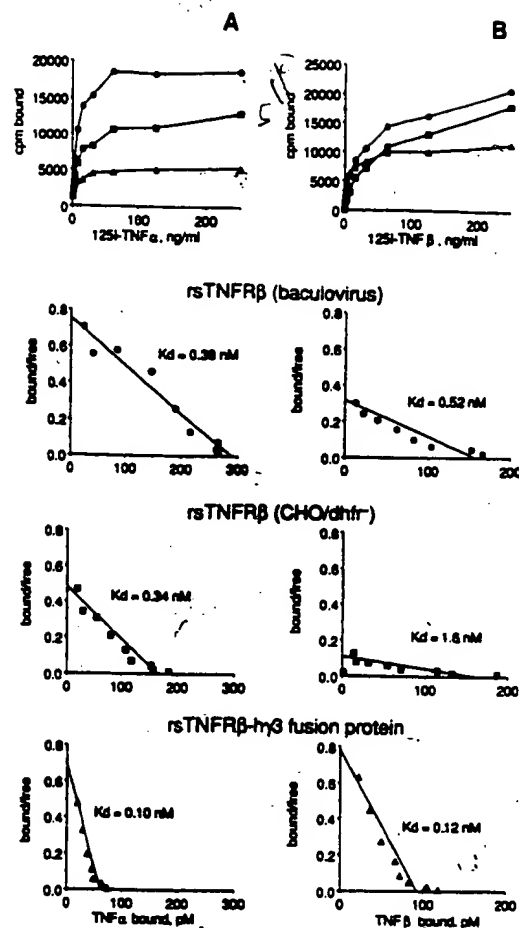 A
B
cpm bound
20000
15000
10000
5000
0
0
100
200
125I-TNFα, ng/ml
cpm bound
25000
20000
15000
10000
5000
0
0
100
200
125I-TNFβ, ng/ml
rsTNFRβ (baculovirus)
bound/free
0.8
0.6
0.4
0.2
0.0
Kd = 0.38 nM
0
100
200
300
bound/free
0.8
0.6
0.4
0.2
0.0
Kd = 0.52 nM
0
100
200
rsTNFRβ (CHO/dhfr⁻)
bound/free
0.8
0.6
0.4
0.2
0.0
Kd = 0.34 nM
0
100
200
300
bound/free
0.8
0.6
0.4
0.2
0.0
Kd = 1.6 nM
0
100
200
rsTNFRβ-hγ3 fusion protein
bound/free
0.8
0.6
0.4
0.2
0.0
Kd = 0.10 nM
0
100
200
300
TNFα bound, pM
bound/free
0.8
0.6
0.4
0.2
0.0
Kd = 0.12 nM
0
100
200
TNFβ bound, pM